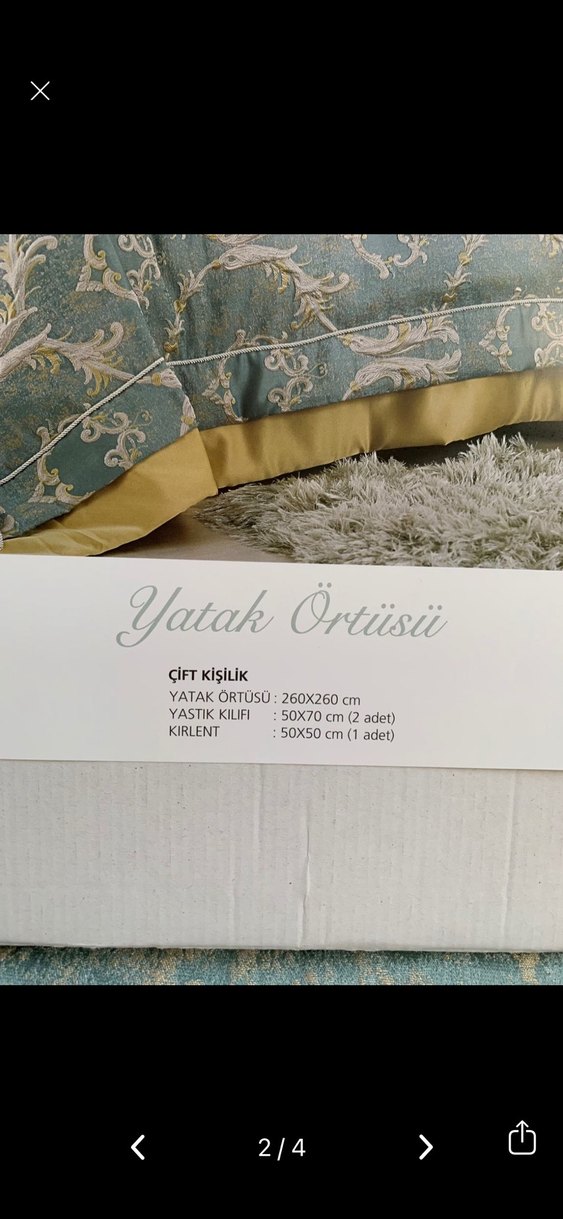 Yatak Örtüsü
ÇİFT KİŞİLİK
YATAK ÖRTÜSÜ : 260X260 cm
YASTIK KILIFI : 50X70 cm (2 adet)
KIRLENT : 50X50 cm (1 adet)
2 / 4